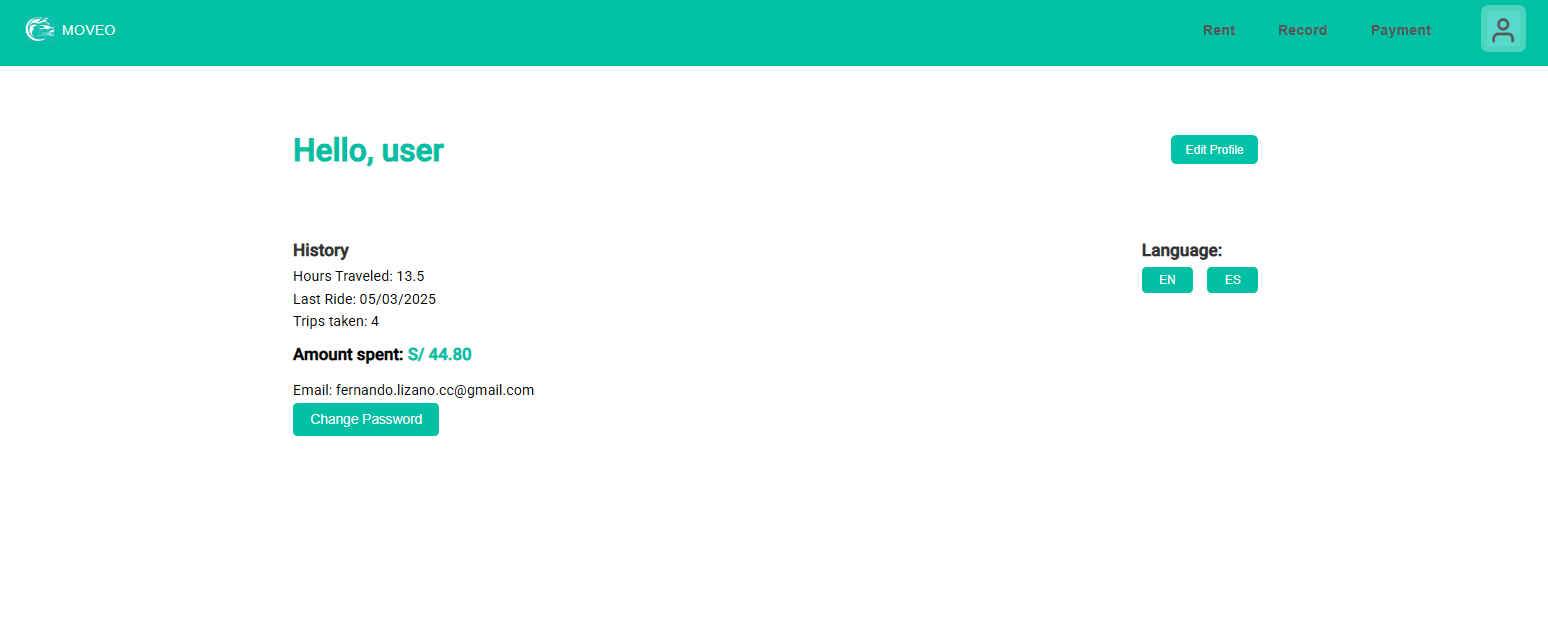 MOVEO
Rent Record Payment
Hello, user
Edit Profile
History
Language:
Hours Traveled: 13.5
EN ES
Last Ride: 05/03/2025
Trips taken: 4
Amount spent: S/ 44.80
Email: fernando.lizano.cc@gmail.com
Change Password